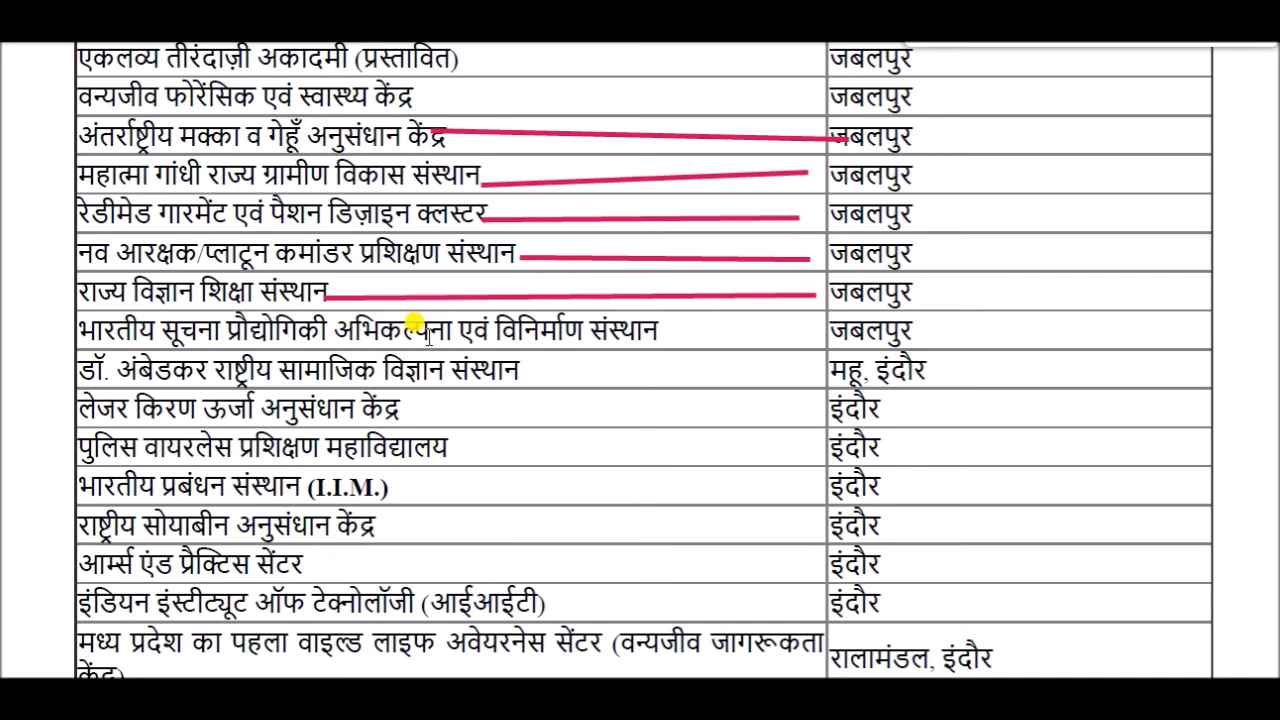 एकलव्य तीरंदाज़ी अकादमी (प्रस्तावित) जबलपुर
वन्यजीव फोरेंसिक एवं स्वास्थ्य केंद्र जबलपुर
अंतर्राष्ट्रीय मक्का व गेहूँ अनुसंधान केंद्र जबलपुर
महात्मा गांधी राज्य ग्रामीण विकास संस्थान जबलपुर
रेडीमेड गारमेंट एवं पैशन डिज़ाइन क्लस्टर जबलपुर
नव आरक्षक/प्लाटून कमांडर प्रशिक्षण संस्थान जबलपुर
राज्य विज्ञान शिक्षा संस्थान जबलपुर
भारतीय सूचना प्रौद्योगिकी अभिकल्पना एवं विनिर्माण संस्थान जबलपुर
डॉ. अंबेडकर राष्ट्रीय सामाजिक विज्ञान संस्थान महू, इंदौर
लेजर किरण ऊर्जा अनुसंधान केंद्र इंदौर
पुलिस वायरलेस प्रशिक्षण महाविद्यालय इंदौर
भारतीय प्रबंधन संस्थान (I.I.M.) इंदौर
राष्ट्रीय सोयाबीन अनुसंधान केंद्र इंदौर
आर्म्स एंड प्रैक्टिस सेंटर इंदौर
इंडियन इंस्टीट्यूट ऑफ टेक्नोलॉजी (आईआईटी) इंदौर
मध्य प्रदेश का पहला वाइल्ड लाइफ अवेयरनेस सेंटर (वन्यजीव जागरूकता रालामंडल, इंदौर
केंद्र)